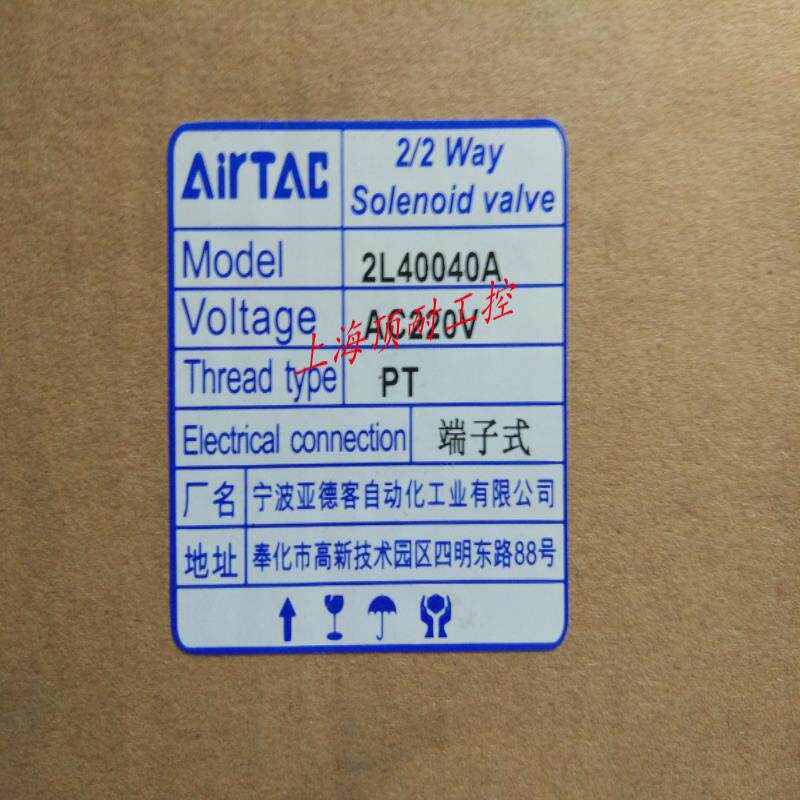 AirTAC
2/2 Way
Solenoid valve
Model 2L40040A
Voltage AC220V
上海顶耐工控
Thread type PT
Electrical connection 端子式
厂名 宁波亚德客自动化工业有限公司
地址 奉化市高新技术园区四明东路88号